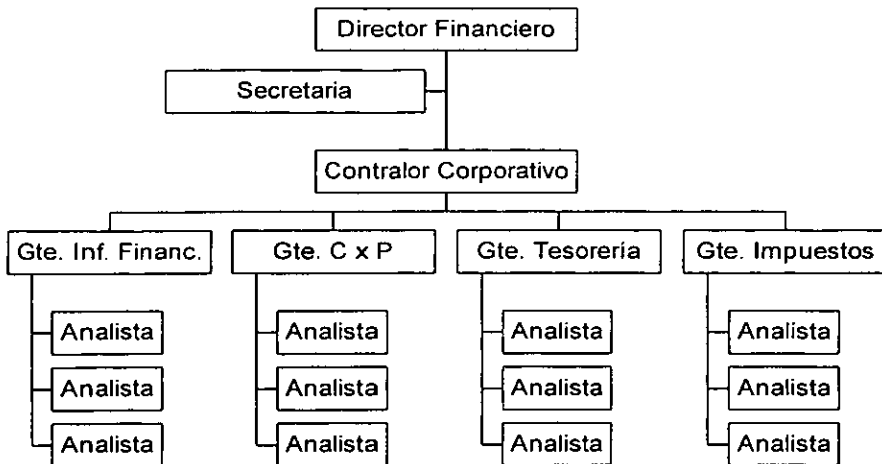 Director Financiero
Secretaria
Contralor Corporativo
Gte. Inf. Financ.
Gte. C x P
Gte. Tesorería
Gte. Impuestos
Analista
Analista
Analista
Analista
Analista
Analista
Analista
Analista
Analista
Analista
Analista
Analista